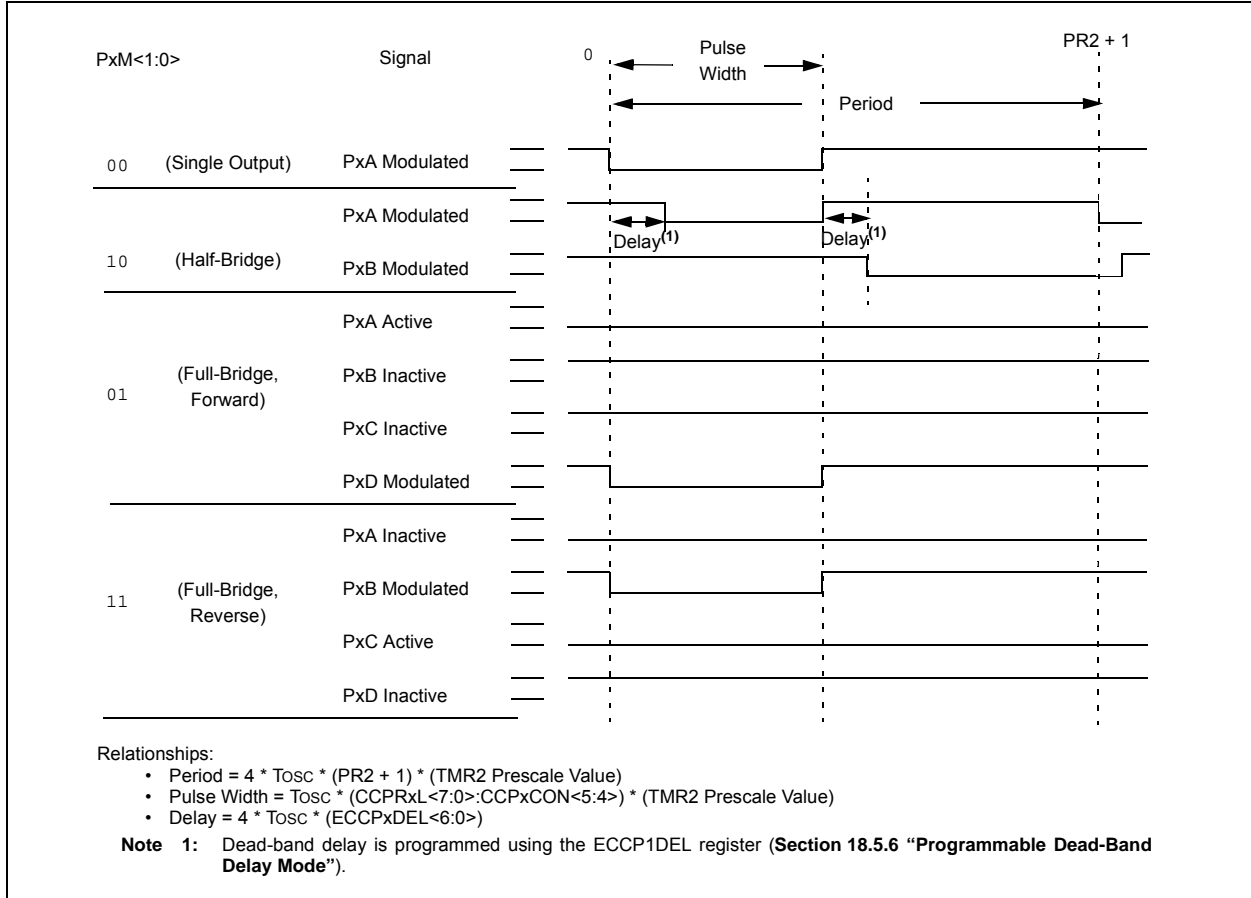 PxM<1:0> Signal 0 Pulse Width PR2 + 1
Period
00 (Single Output) PxA Modulated
PxA Modulated
Delay(1) Delay(1)
10 (Half-Bridge) PxB Modulated
PxA Active
01 (Full-Bridge, Forward) PxB Inactive
PxC Inactive
PxD Modulated
PxA Inactive
11 (Full-Bridge, Reverse) PxB Modulated
PxC Active
PxD Inactive
Relationships:
• Period = 4 * TOSC * (PR2 + 1) * (TMR2 Prescale Value)
• Pulse Width = TOSC * (CCPRxL<7:0>:CCPxCON<5:4>) * (TMR2 Prescale Value)
• Delay = 4 * TOSC * (ECCPxDEL<6:0>)
Note 1: Dead-band delay is programmed using the ECCP1DEL register (Section 18.5.6 “Programmable Dead-Band
Delay Mode”).